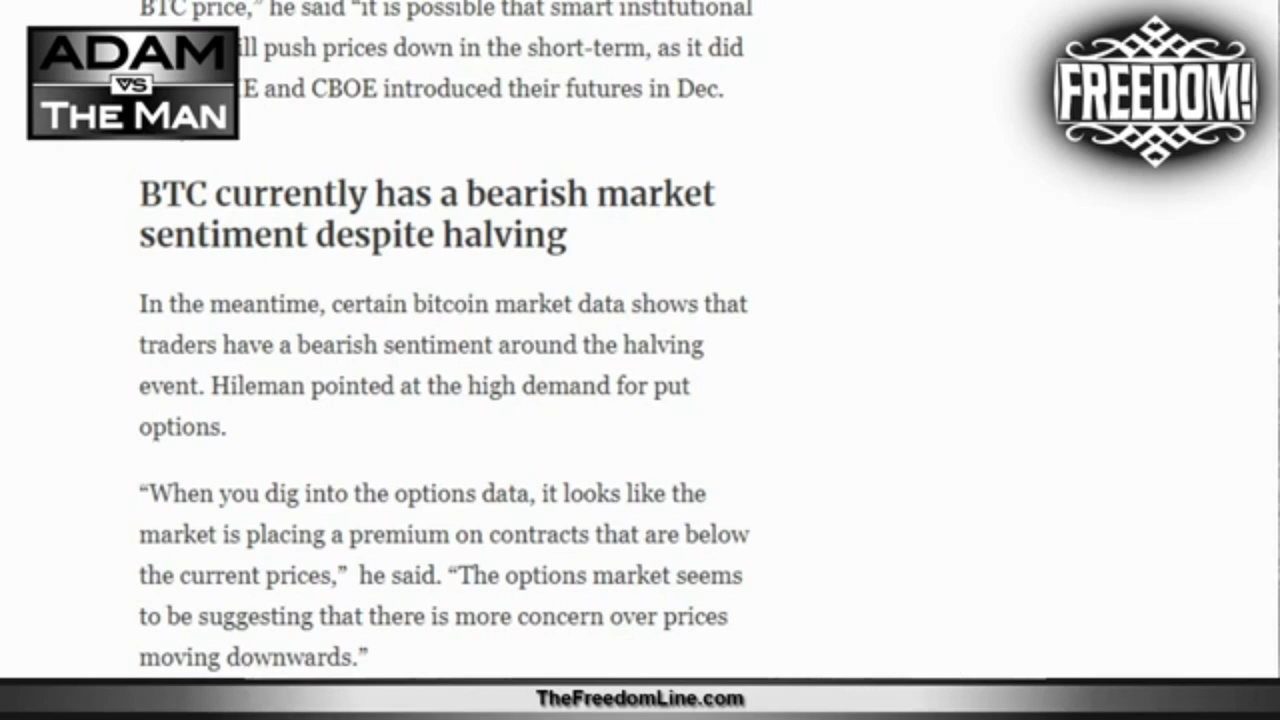 BTC price,” he said “it is possible that smart institutional
ill push prices down in the short-term, as it did
E and CBOE introduced their futures in Dec.
ADAM
VS
THE MAN
FREEDOM!
BTC currently has a bearish market
sentiment despite halving
In the meantime, certain bitcoin market data shows that
traders have a bearish sentiment around the halving
event. Hileman pointed at the high demand for put
options.
“When you dig into the options data, it looks like the
market is placing a premium on contracts that are below
the current prices,”  he said. “The options market seems
to be suggesting that there is more concern over prices
moving downwards.”
TheFreedomLine.com